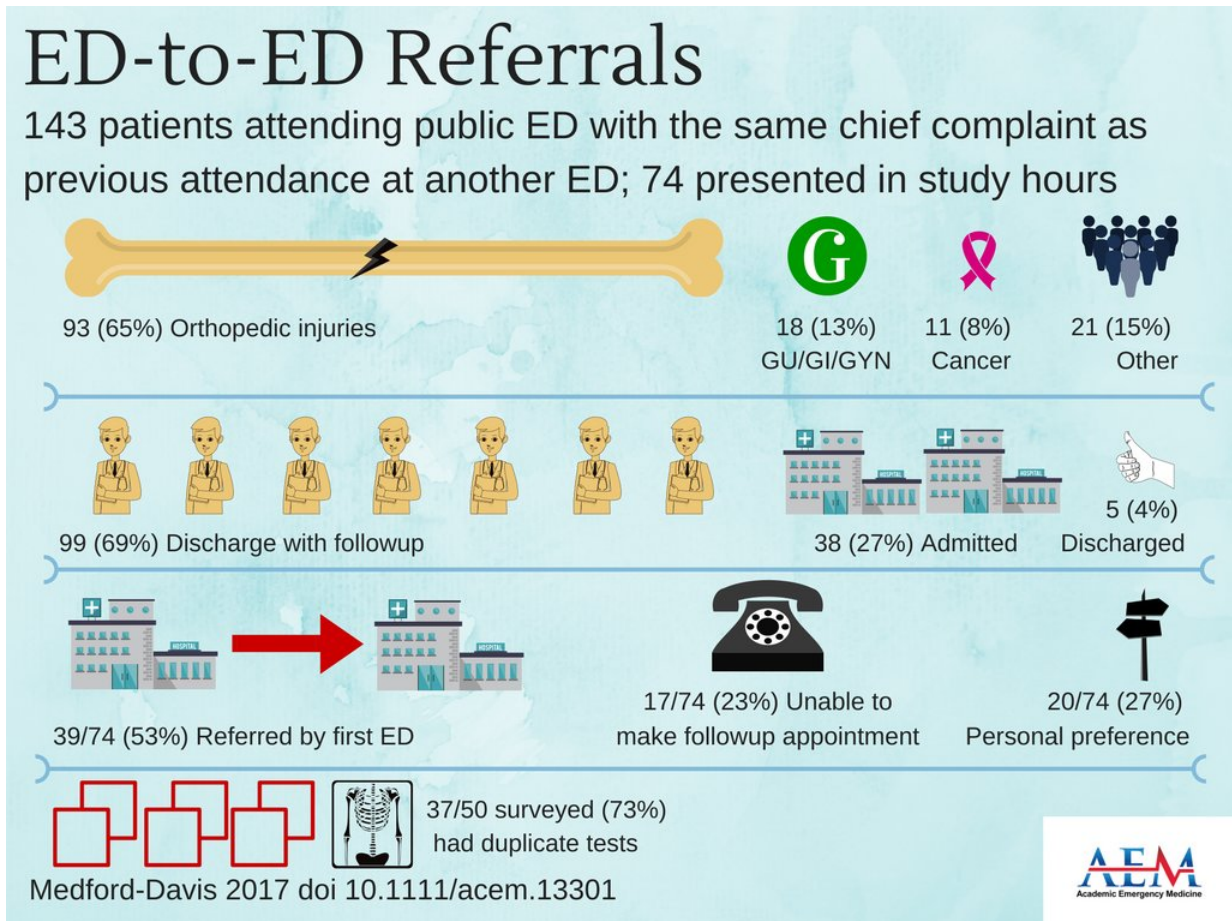 ED-to-ED Referrals
143 patients attending public ED with the same chief complaint as
previous attendance at another ED; 74 presented in study hours
G
93 (65%) Orthopedic injuries
18 (13%)
GU/GI/GYN
11 (8%)
Cancer
21 (15%)
Other
HOSPITAL
HOSPITAL
99 (69%) Discharge with followup
38 (27%) Admitted
5 (4%)
Discharged
HOSPITAL
HOSPITAL
39/74 (53%) Referred by first ED
17/74 (23%) Unable to
make followup appointment
20/74 (27%)
Personal preference
37/50 surveyed (73%)
had duplicate tests
Medford-Davis 2017 doi 10.1111/acem.13301
AEM
Academic Emergency Medicine